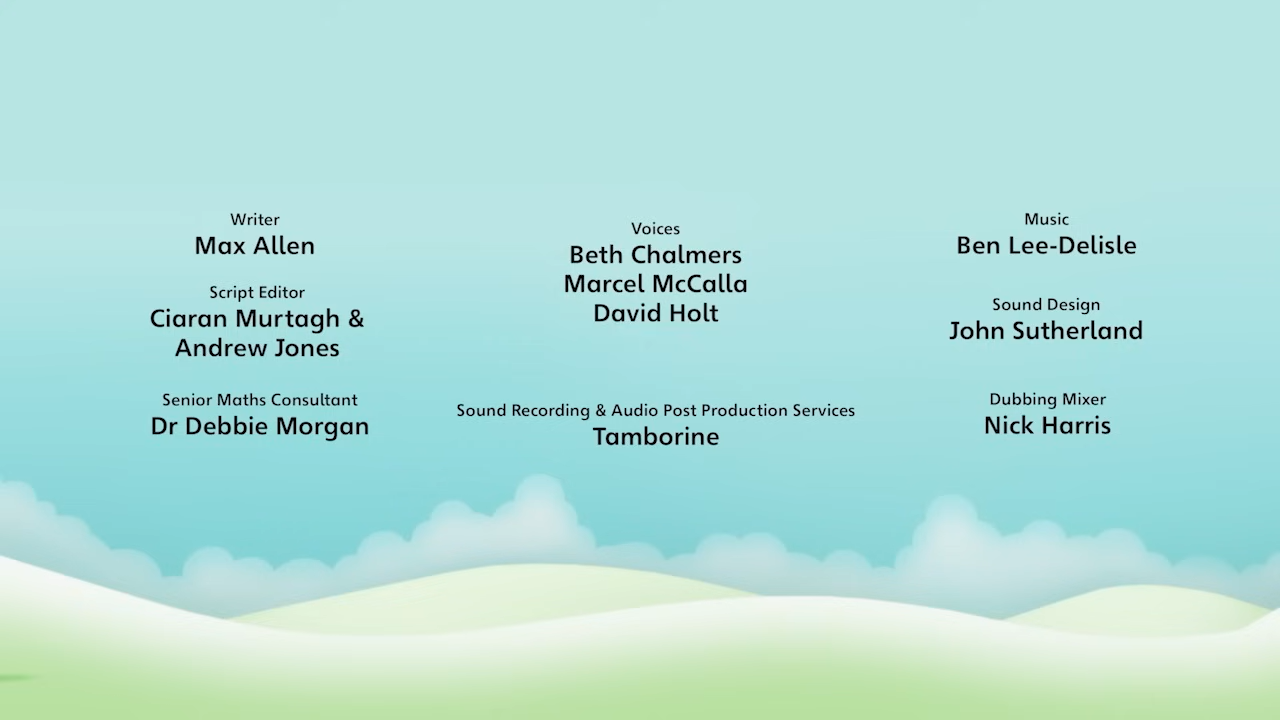 Writer
Max Allen
Script Editor
Ciaran Murtagh &
Andrew Jones
Senior Maths Consultant
Dr Debbie Morgan
Voices
Beth Chalmers
Marcel McCalla
David Holt
Sound Recording & Audio Post Production Services
Tamborine
Music
Ben Lee-Delisle
Sound Design
John Sutherland
Dubbing Mixer
Nick Harris